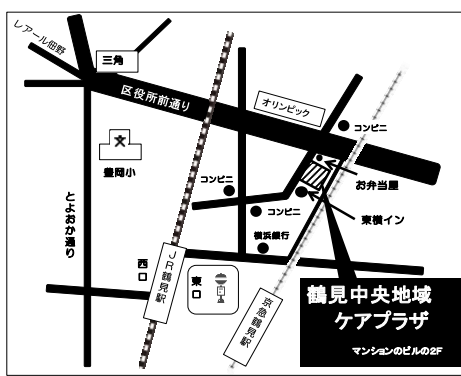 レアール佃野
三角
区役所前通り
オリンピック
コンビニ
文
豊岡小
お弁当屋
コンビニ
東横イン
コンビニ
とよおか通り
横浜銀行
西口
JR鶴見駅
東口
京急鶴見駅
鶴見中央地域
ケアプラザ
マンションのビルの2F